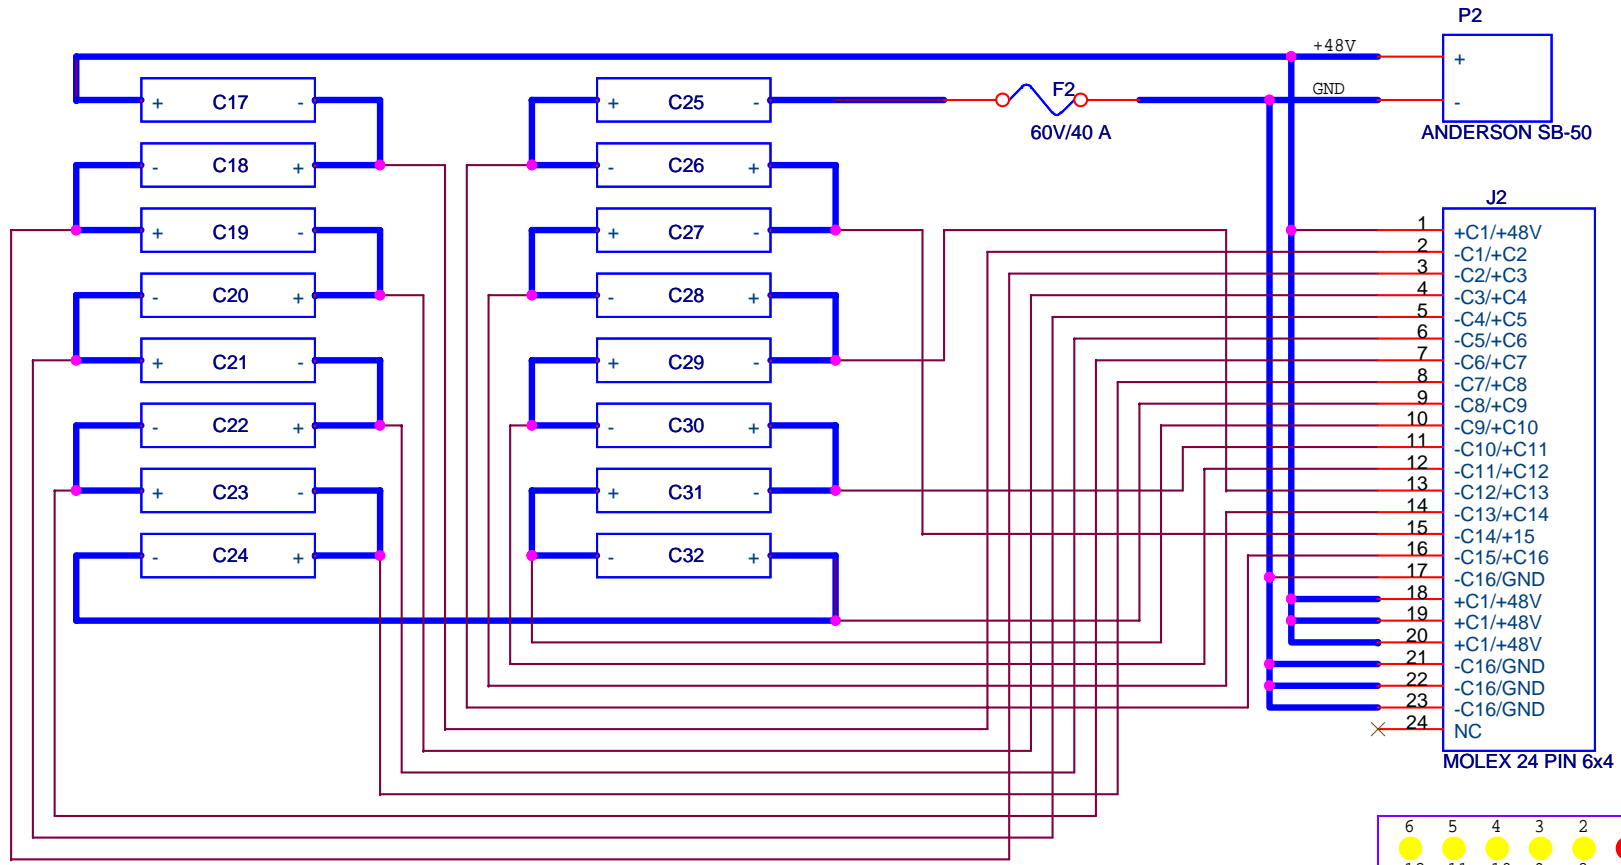 P2
+48V
+
GND
-
ANDERSON SB-50
F2
60V/40 A
+ C17 -
+ C25 -
- C18 +
- C26 +
+ C19 -
+ C27 -
- C20 +
- C28 +
+ C21 -
+ C29 -
- C22 +
- C30 +
+ C23 -
+ C31 -
- C24 +
- C32 +
J2
1 +C1/+48V
2 -C1/+C2
3 -C2/+C3
4 -C3/+C4
5 -C4/+C5
6 -C5/+C6
7 -C6/+C7
8 -C7/+C8
9 -C8/+C9
10 -C9/+C10
11 -C10/+C11
12 -C11/+C12
13 -C12/+C13
14 -C13/+C14
15 -C14/+15
16 -C15/+C16
17 -C16/GND
18 +C1/+48V
19 +C1/+48V
20 +C1/+48V
21 -C16/GND
22 -C16/GND
23 -C16/GND
24 NC
MOLEX 24 PIN 6x4
6 5 4 3 2